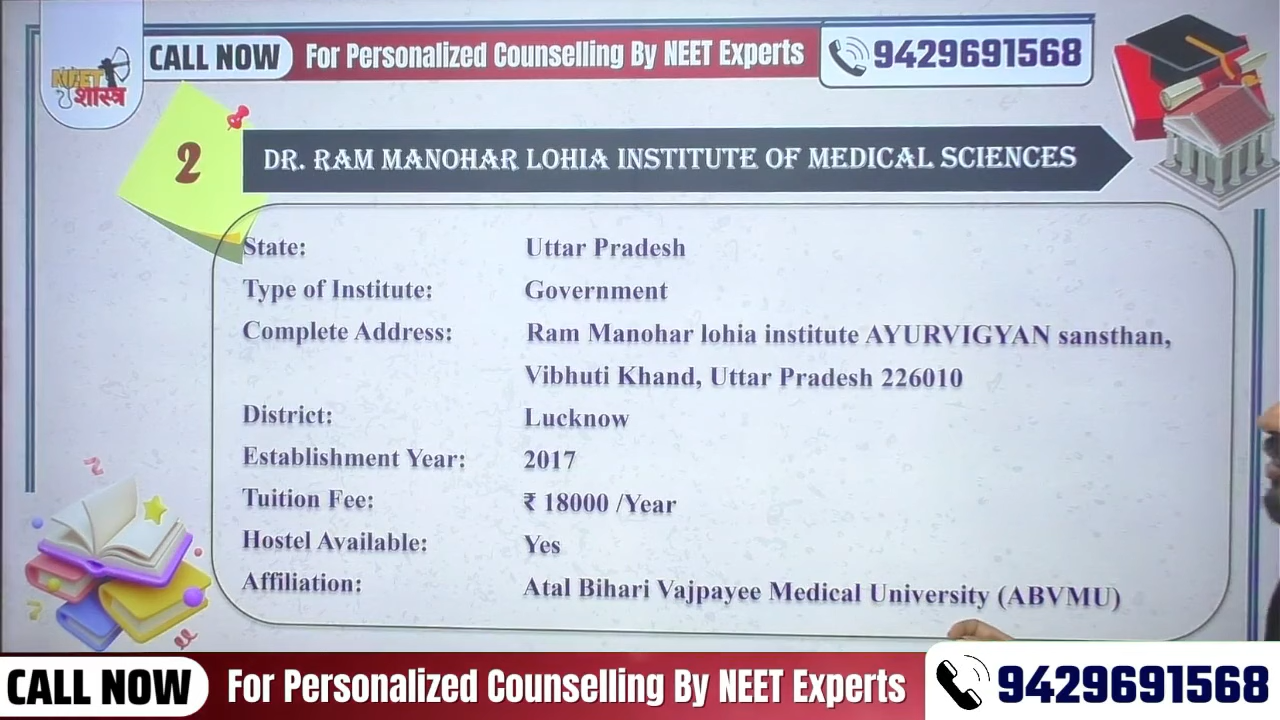 NEET
शास्त्र
CALL NOW
For Personalized Counselling By NEET Experts
9429691568
2
DR. RAM MANOHAR LOHIA INSTITUTE OF MEDICAL SCIENCES
State: Uttar Pradesh
Type of Institute: Government
Complete Address: Ram Manohar lohia institute AYURVIGYAN sansthan,
Vibhuti Khand, Uttar Pradesh 226010
District: Lucknow
Establishment Year: 2017
Tuition Fee: ₹ 18000 /Year
Hostel Available: Yes
Affiliation: Atal Bihari Vajpayee Medical University (ABVMU)
CALL NOW For Personalized Counselling By NEET Experts 9429691568